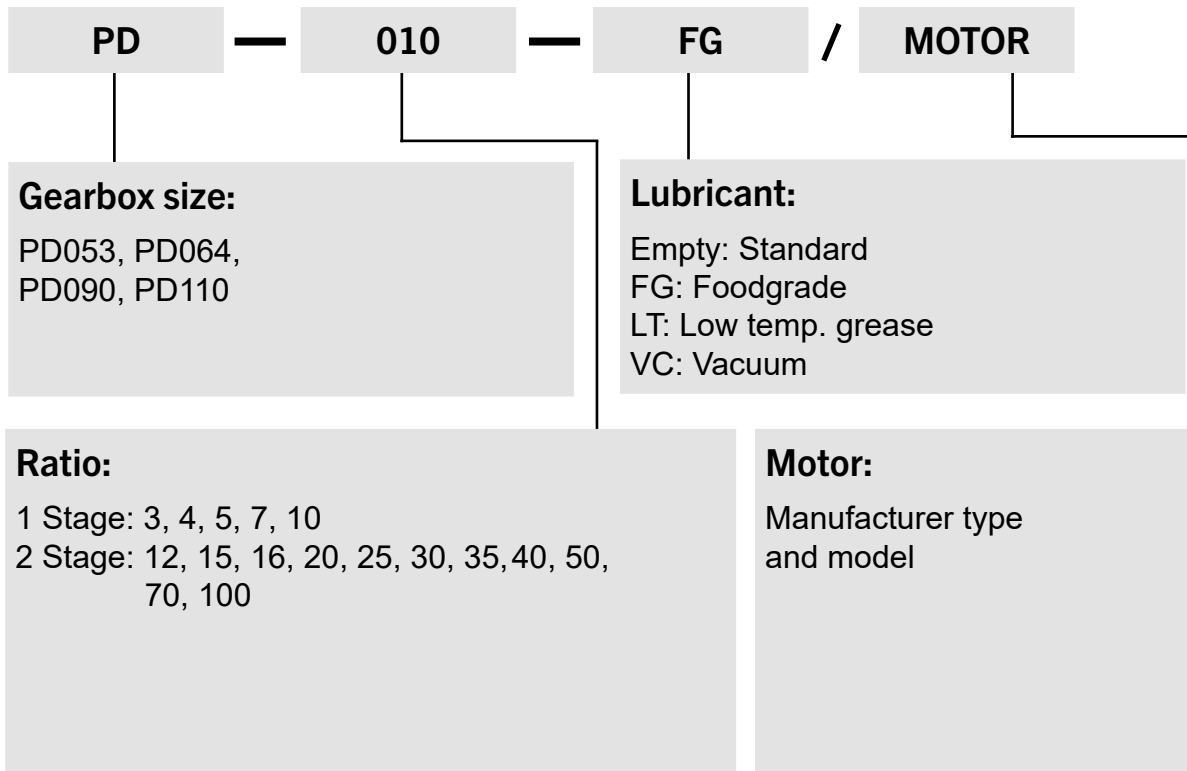 PD — 010 — FG / MOTOR
Gearbox size:
PD053, PD064,
PD090, PD110
Lubricant:
Empty: Standard
FG: Foodgrade
LT: Low temp. grease
VC: Vacuum
Ratio:
1 Stage: 3, 4, 5, 7, 10
2 Stage: 12, 15, 16, 20, 25, 30, 35, 40, 50,
70, 100
Motor:
Manufacturer type
and model